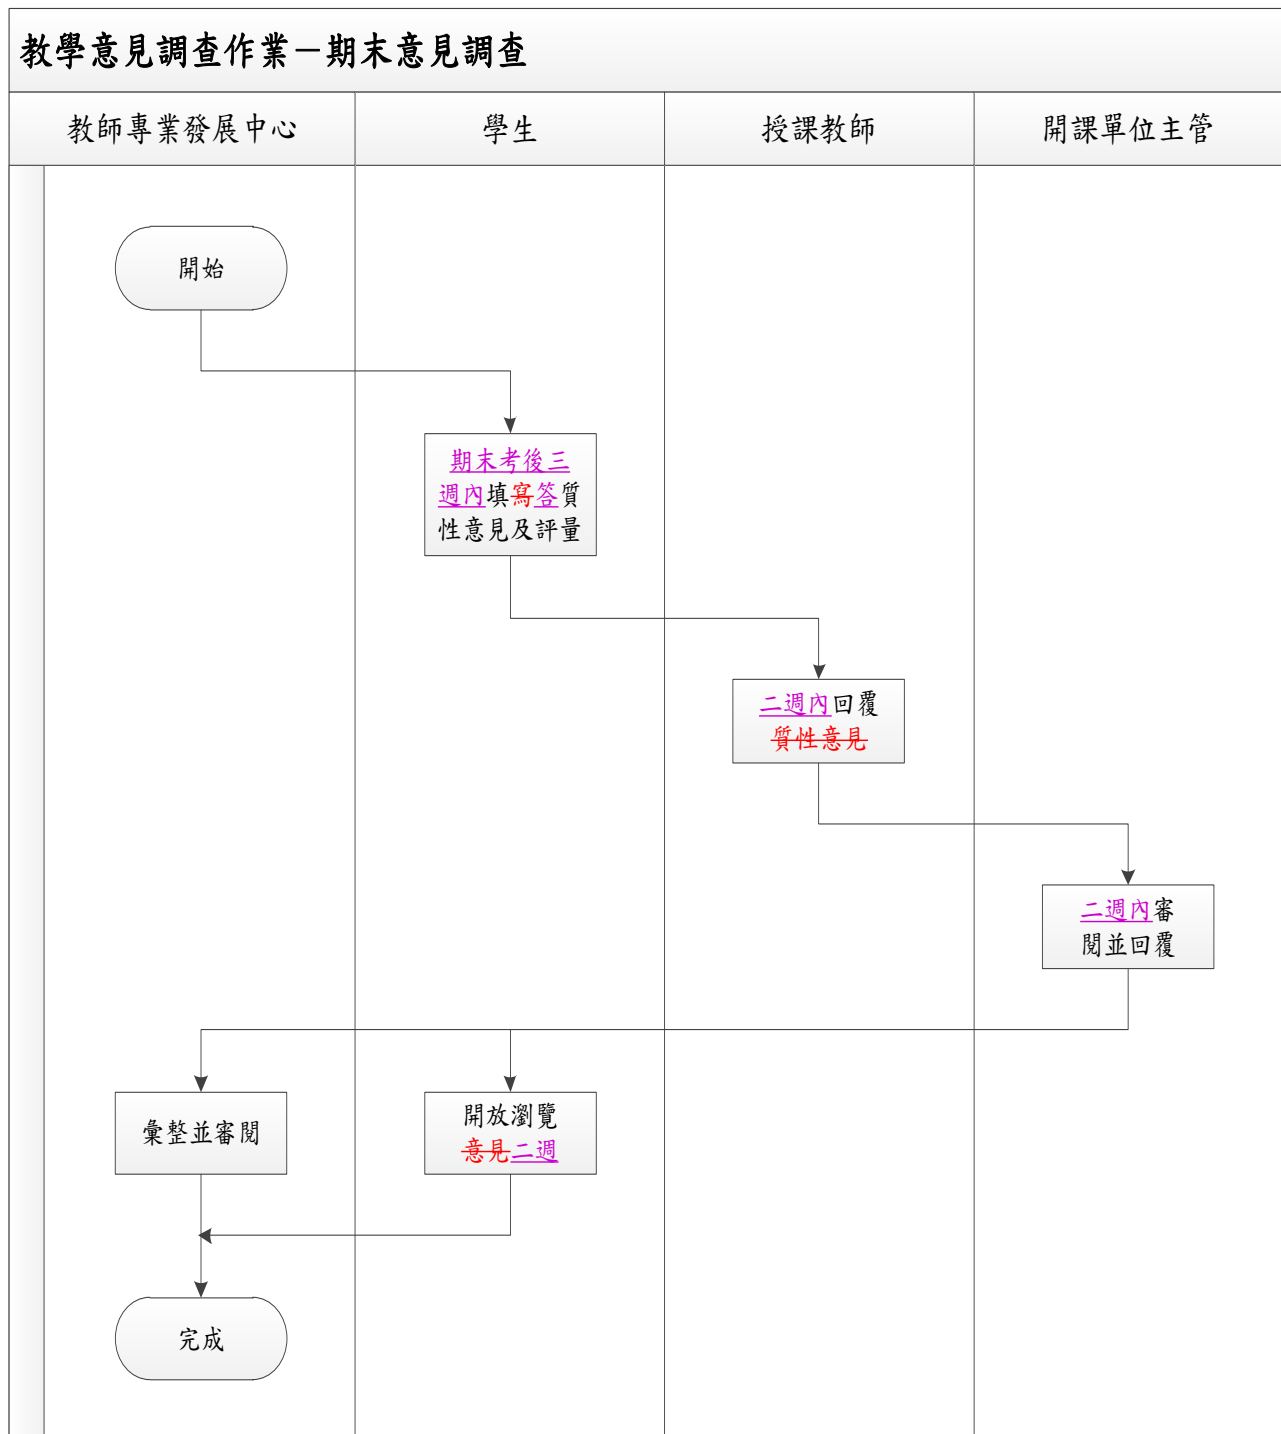 教學意見調查作業－期末意見調查
教師專業發展中心
學生
授課教師
開課單位主管
開始
期末考後三
週內填寫答質
性意見及評量
二週內回覆
質性意見
二週內審
閱並回覆
彙整並審閱
開放瀏覽
意見二週
完成